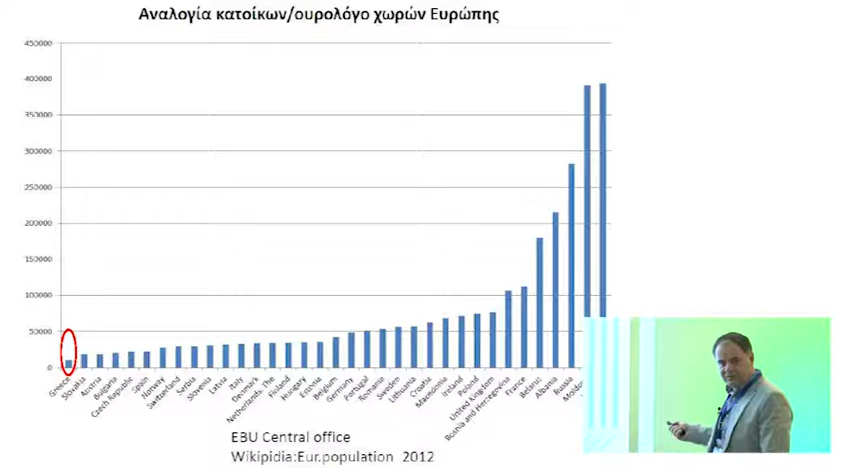 Αναλογία κατοίκων/ουρολόγο χωρών Ευρώπης
450000
400000
350000
300000
250000
200000
150000
100000
50000
0
Greece
Slovakia
Austria
Bulgaria
Czech Republic
Spain
Norway
Switzerland
Serbia
Slovenia
Latvia
Italy
Denmark
Netherlands, The
Finland
Hungary
Estonia
Belgium
Germany
Portugal
Romania
Sweden
Lithuania
Croatia
Macedonia
Ireland
Poland
United Kingdom
Bosnia and Herzegovina
France
Belarus
Albania
Russia
EBU Central office
Wikipidia:Eur.population 2012